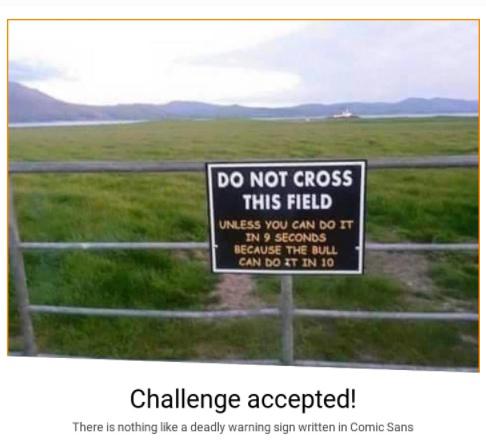 DO NOT CROSS
THIS FIELD
UNLESS YOU CAN DO IT
IN 9 SECONDS
BECAUSE THE BULL
CAN DO IT IN 10
Challenge accepted!
There is nothing like a deadly warning sign written in Comic Sans